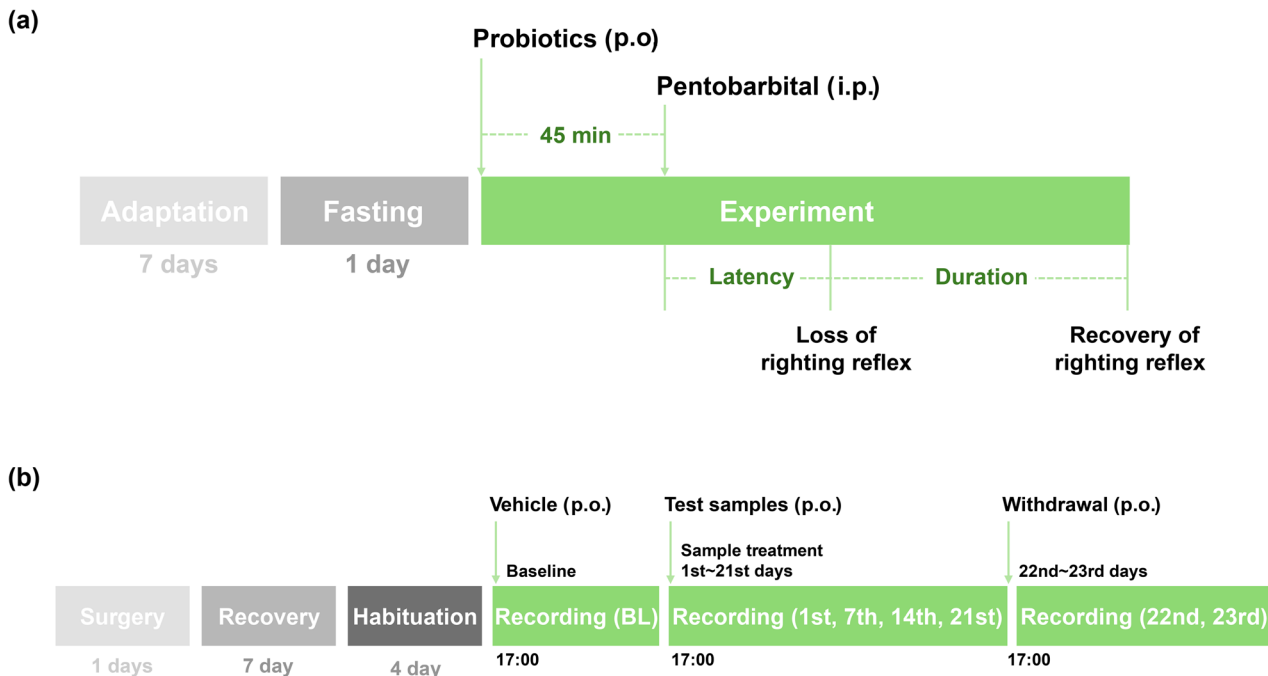 (a)
Probiotics (p.o)
Pentobarbital (i.p.)
45 min
Adaptation
Fasting
Experiment
7 days
1 day
Latency
Duration
Loss of
righting reflex
Recovery of
righting reflex
(b)
Vehicle (p.o.)
Test samples (p.o.)
Withdrawal (p.o.)
Baseline
Sample treatment
1st~21st days
22nd~23rd days
Surgery
Recovery
Habituation
Recording (BL)
Recording (1st, 7th, 14th, 21st)
Recording (22nd, 23rd)
1 days
7 day
4 day
17:00
17:00
17:00